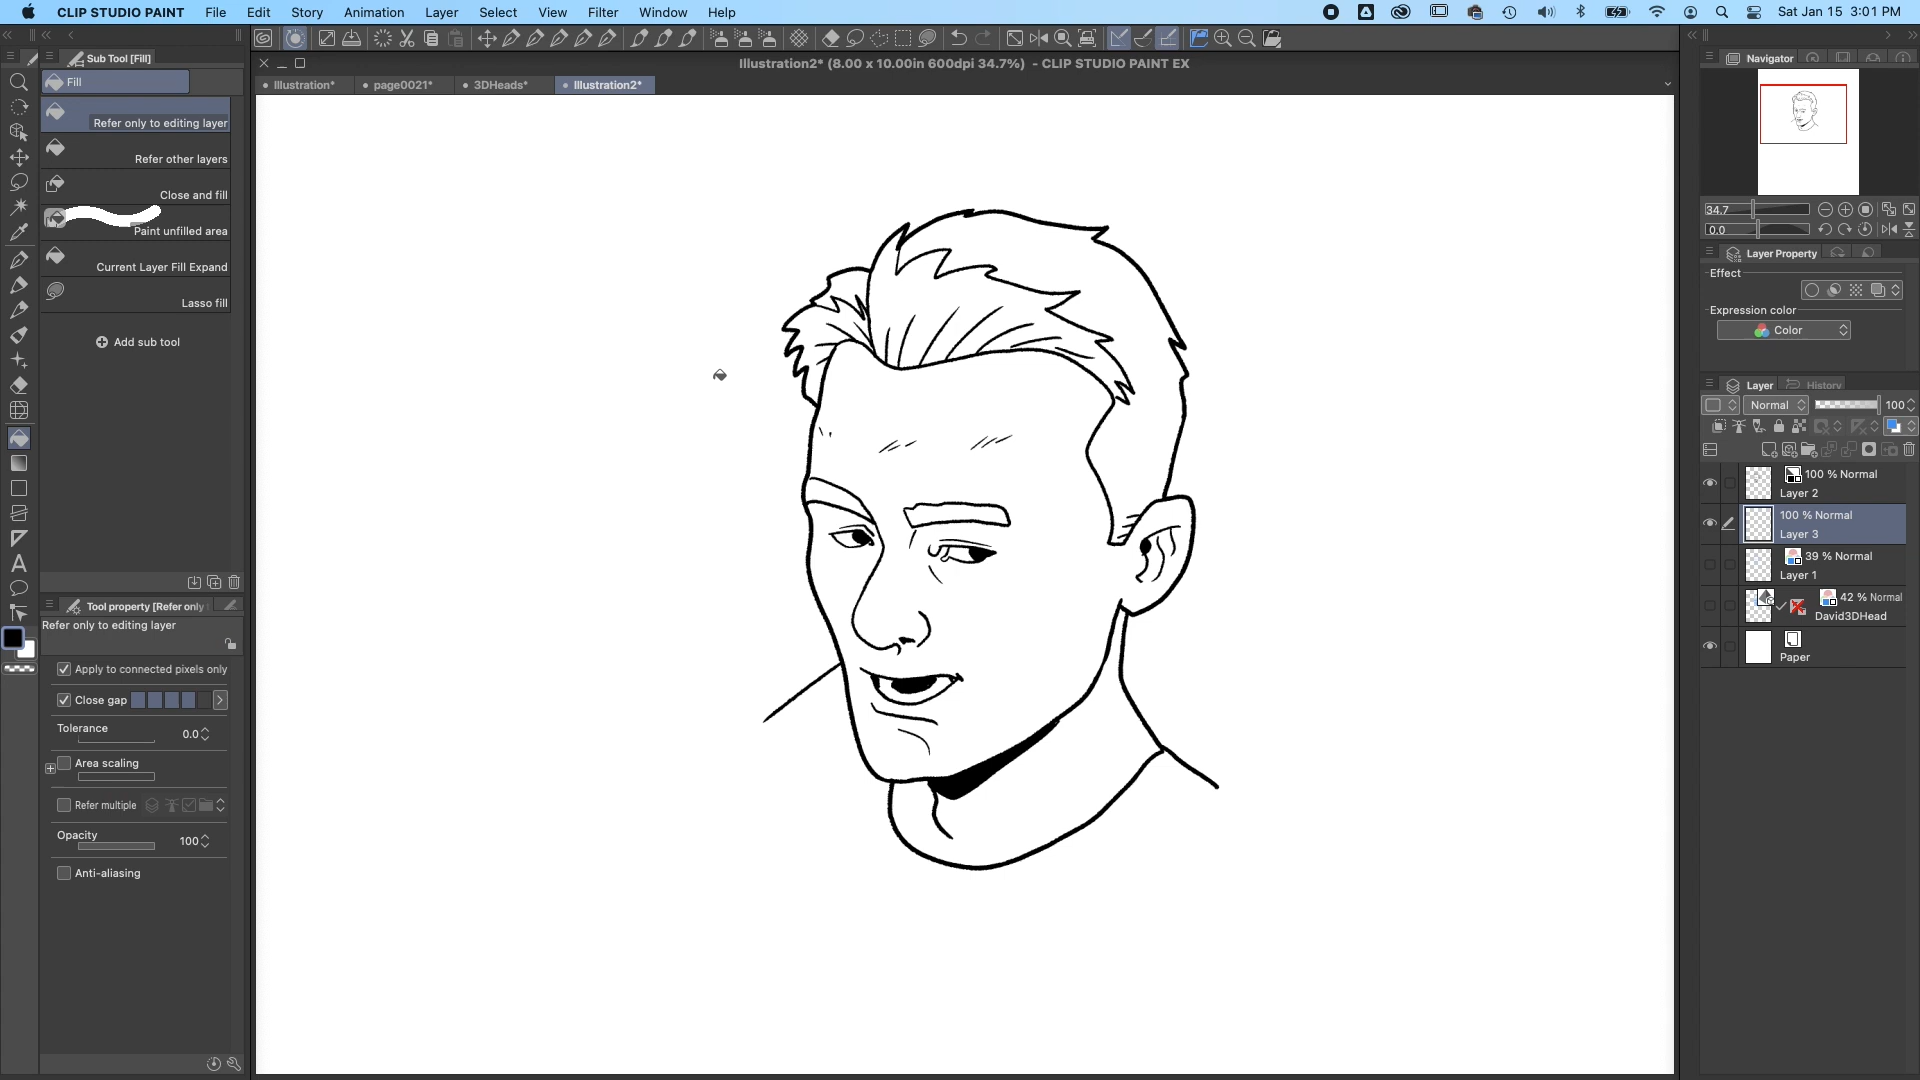 CLIP STUDIO PAINT File Edit Story Animation Layer Select View Filter Window Help Sat Jan 15 3:01 PM
Sub Tool [Fill]
Fill
Refer only to editing layer
Refer other layers
Close and fill
Paint unfilled area
Current Layer Fill Expand
Lasso fill
Add sub tool
Tool property [Refer only
Refer only to editing layer
Apply to connected pixels only
Close gap
Tolerance 0.0
Area scaling
Refer multiple
Opacity 100
Anti-aliasing
Illustration2* (8.00 x 10.00in 600dpi 34.7%) - CLIP STUDIO PAINT EX
Illustration* page0021* 3DHeads* Illustration2*
Navigator
34.7
0.0
Layer Property
Effect
Expression color
Color
Layer History
Normal 100
100 % Normal
Layer 2
100 % Normal
Layer 3
39 % Normal
Layer 1
42 % Normal
David3DHead
Paper